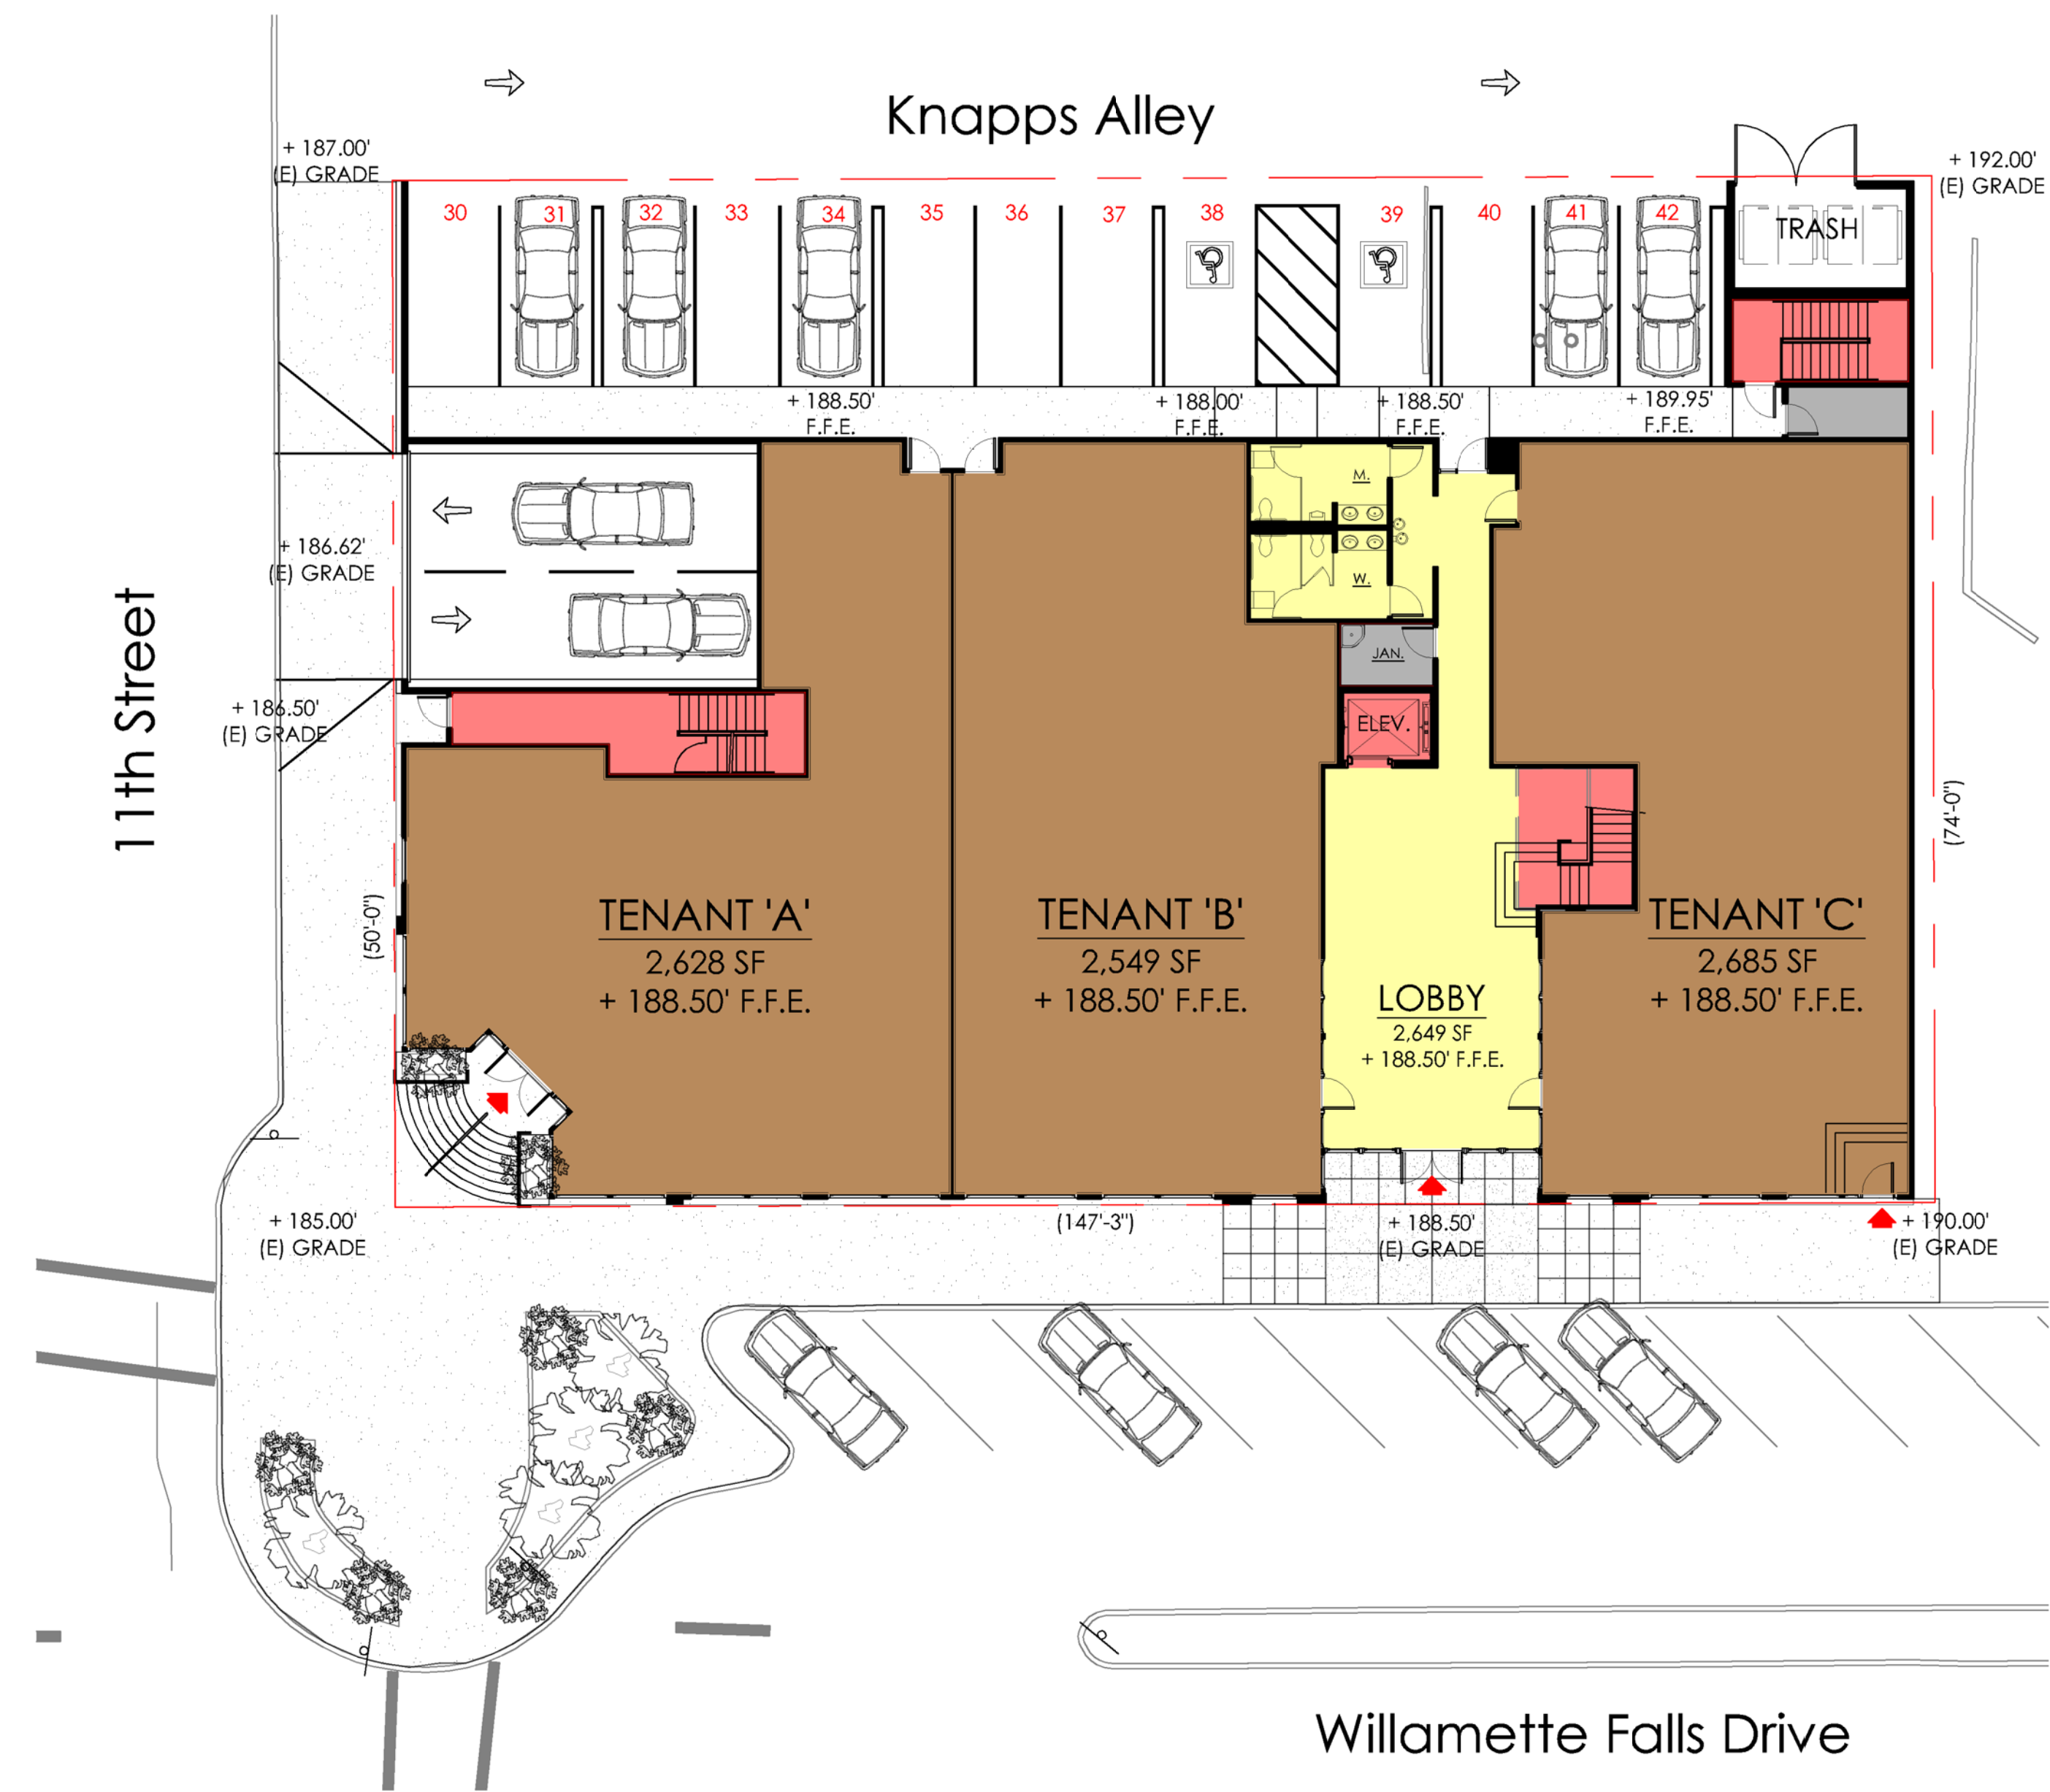 Knapps Alley
+ 187.00'
(E) GRADE
+ 192.00'
(E) GRADE
30
31
32
33
34
35
36
37
38
39
40
41
42
TRASH
+ 188.50'
F.F.E.
+ 188.00'
F.F.E.
+ 188.50'
F.F.E.
+ 189.95'
F.F.E.
M.
W.
JAN.
ELEV.
+ 186.62'
(E) GRADE
11th Street
+ 186.50'
(E) GRADE
(50'-0")
(74'-0")
TENANT 'A'
2,628 SF
+ 188.50' F.F.E.
TENANT 'B'
2,549 SF
+ 188.50' F.F.E.
LOBBY
2,649 SF
+ 188.50' F.F.E.
TENANT 'C'
2,685 SF
+ 188.50' F.F.E.
+ 185.00'
(E) GRADE
(147'-3")
+ 188.50'
(E) GRADE
+ 190.00'
(E) GRADE
Willamette Falls Drive